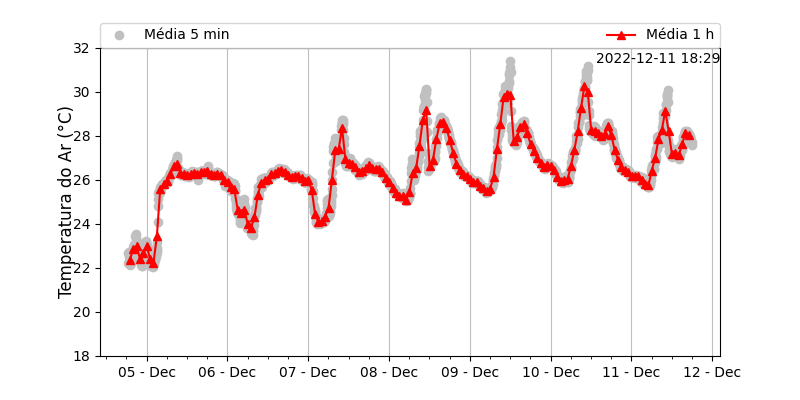 Média 5 min
Média 1 h
2022-12-11 18:29
Temperatura do Ar (°C)
32
30
28
26
24
22
20
18
05 - Dec
06 - Dec
07 - Dec
08 - Dec
09 - Dec
10 - Dec
11 - Dec
12 - Dec